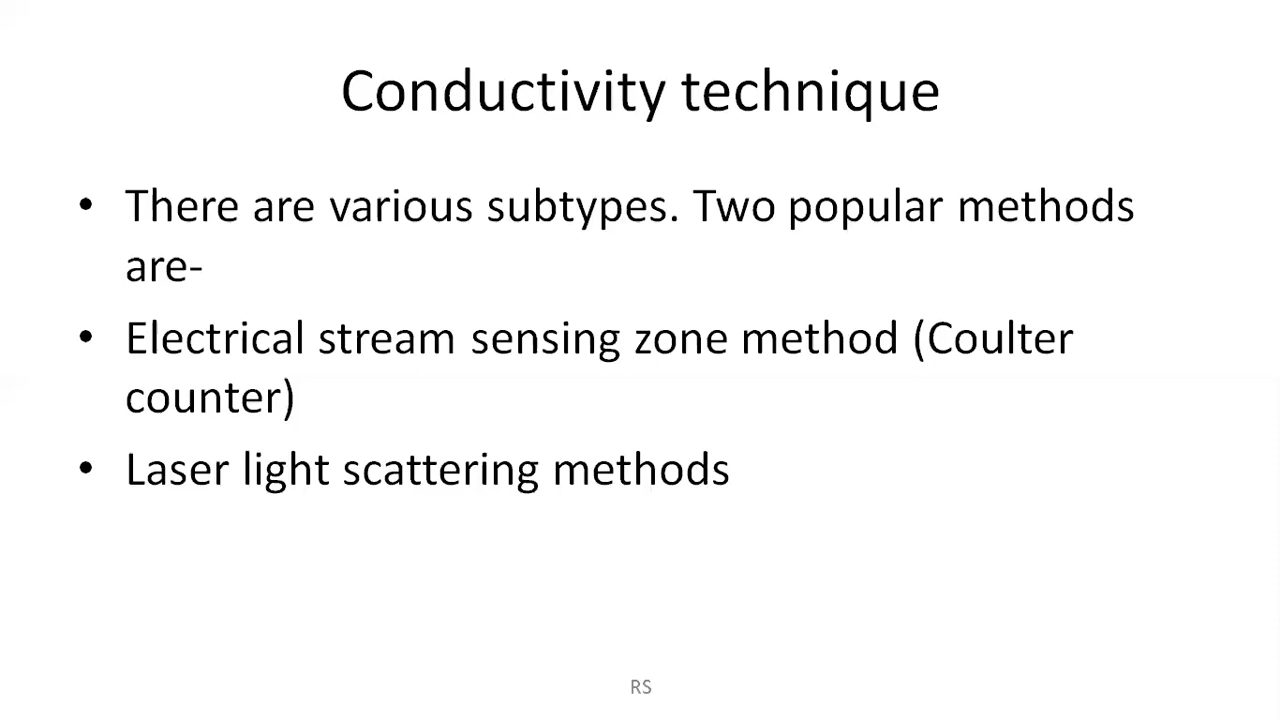 Conductivity technique
• There are various subtypes. Two popular methods
are-
• Electrical stream sensing zone method (Coulter
counter)
• Laser light scattering methods
RS